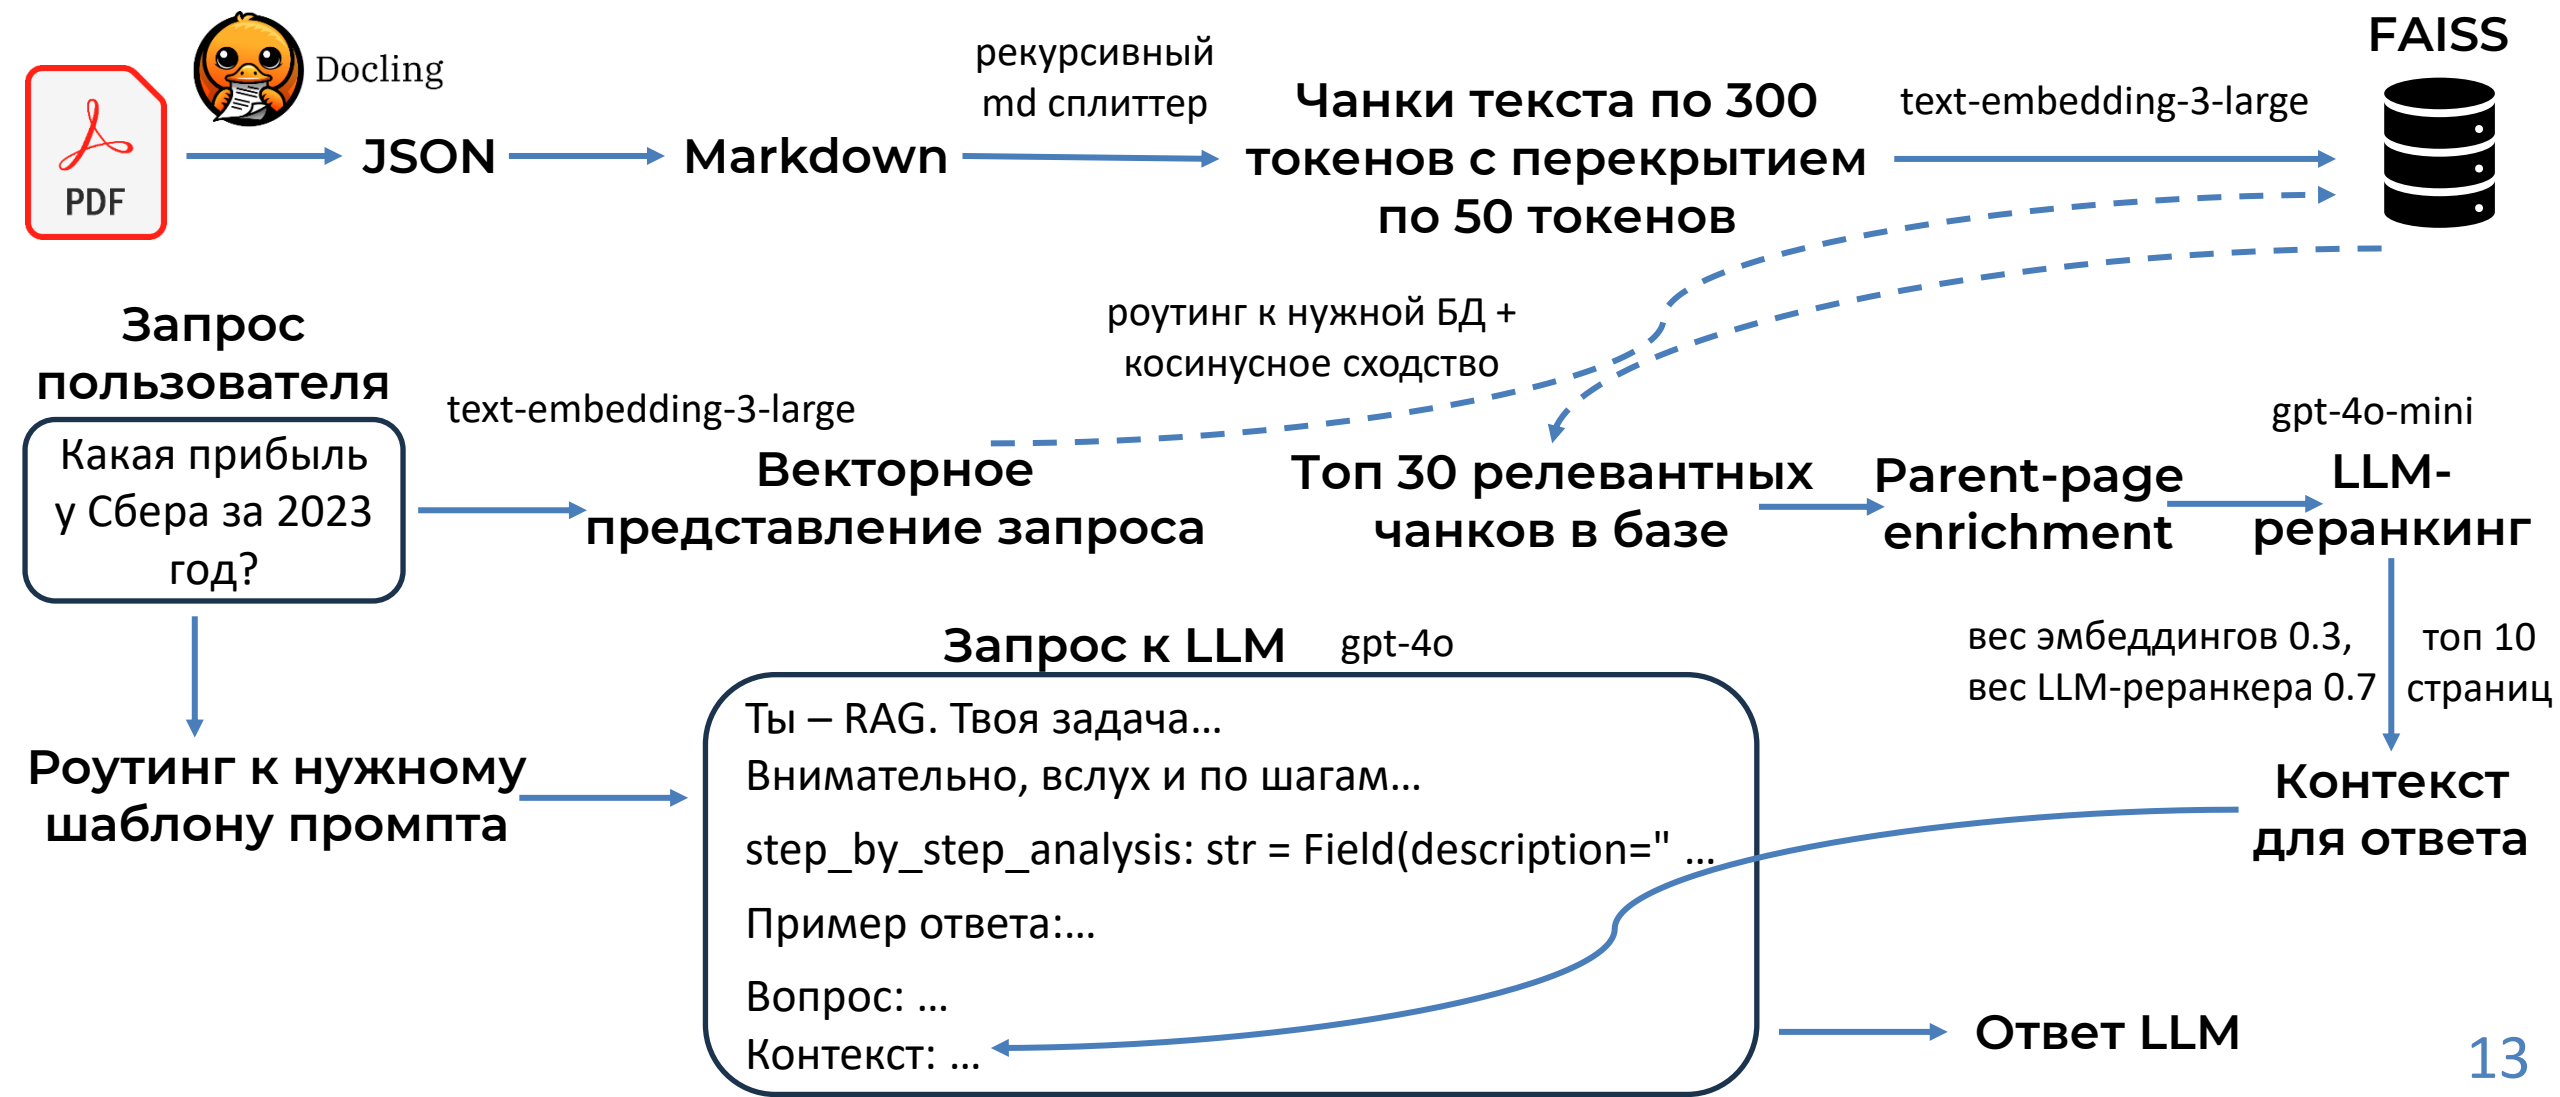 PDF
Docling
JSON
Markdown
рекурсивный
md сплиттер
Чанки текста по 300
токенов с перекрытием
по 50 токенов
text-embedding-3-large
FAISS
Запрос
пользователя
Какая прибыль
у Сбера за 2023
год?
text-embedding-3-large
Векторное
представление запроса
роутинг к нужной БД +
косинусное сходство
Топ 30 релевантных
чанков в базе
Parent-page
enrichment
gpt-4o-mini
LLM-
реранкинг
вес эмбеддингов 0.3,
вес LLM-реранкера 0.7
топ 10
страниц
Контекст
для ответа
Роутинг к нужному
шаблону промпта
Запрос к LLM gpt-4o
Ты – RAG. Твоя задача...
Внимательно, вслух и по шагам...
step_by_step_analysis: str = Field(description=" ...
Пример ответа:...
Вопрос: ...
Контекст: ...
Ответ LLM
13